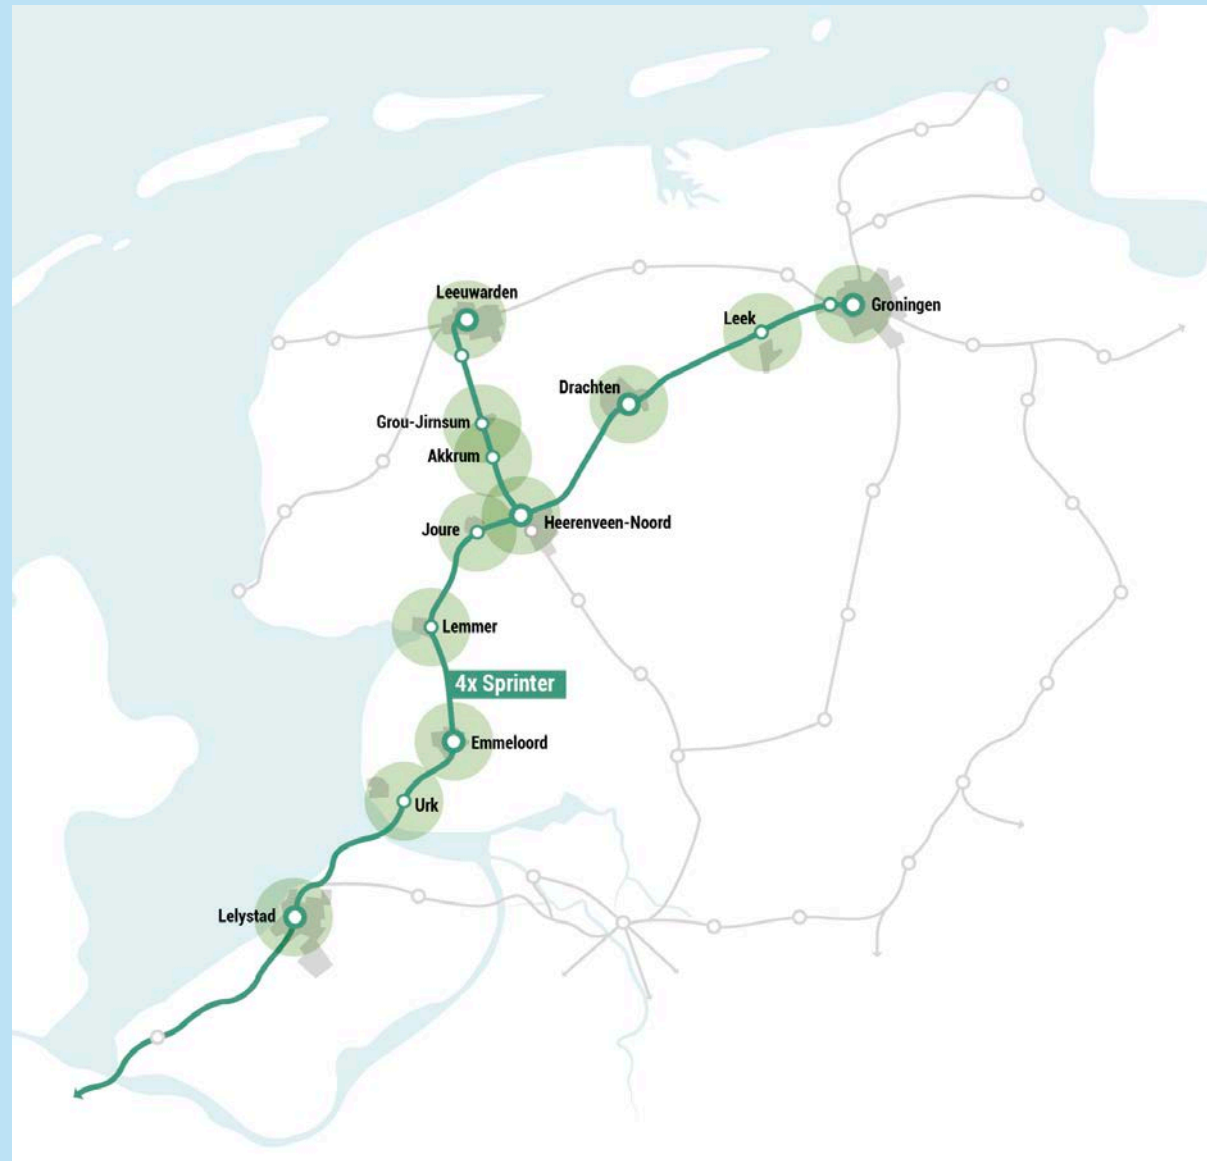 Leeuwarden
Groningen
Leek
Drachten
Grou-Jirnsum
Akkrum
Heerenveen-Noord
Joure
Lemmer
4x Sprinter
Emmeloord
Urk
Lelystad